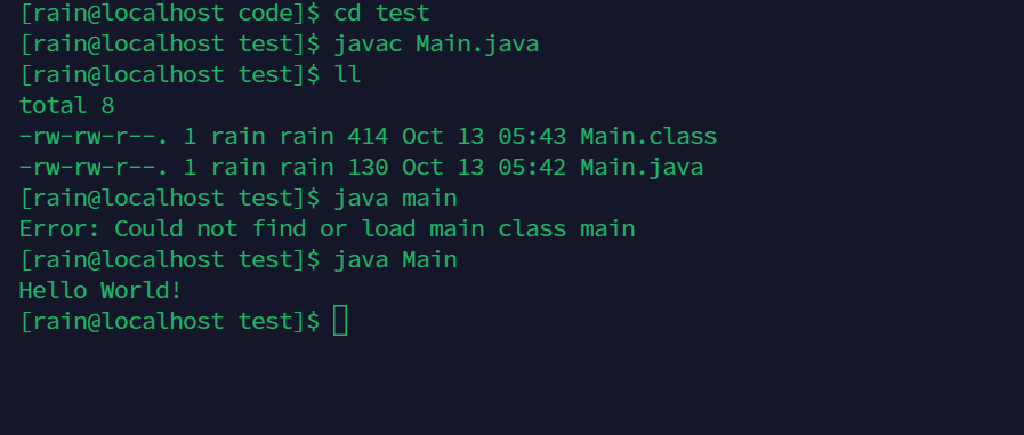 [rain@localhost code]$ cd test
[rain@localhost test]$ javac Main.java
[rain@localhost test]$ ll
total 8
-rw-rw-r--. 1 rain rain 414 Oct 13 05:43 Main.class
-rw-rw-r--. 1 rain rain 130 Oct 13 05:42 Main.java
[rain@localhost test]$ java main
Error: Could not find or load main class main
[rain@localhost test]$ java Main
Hello World!
[rain@localhost test]$